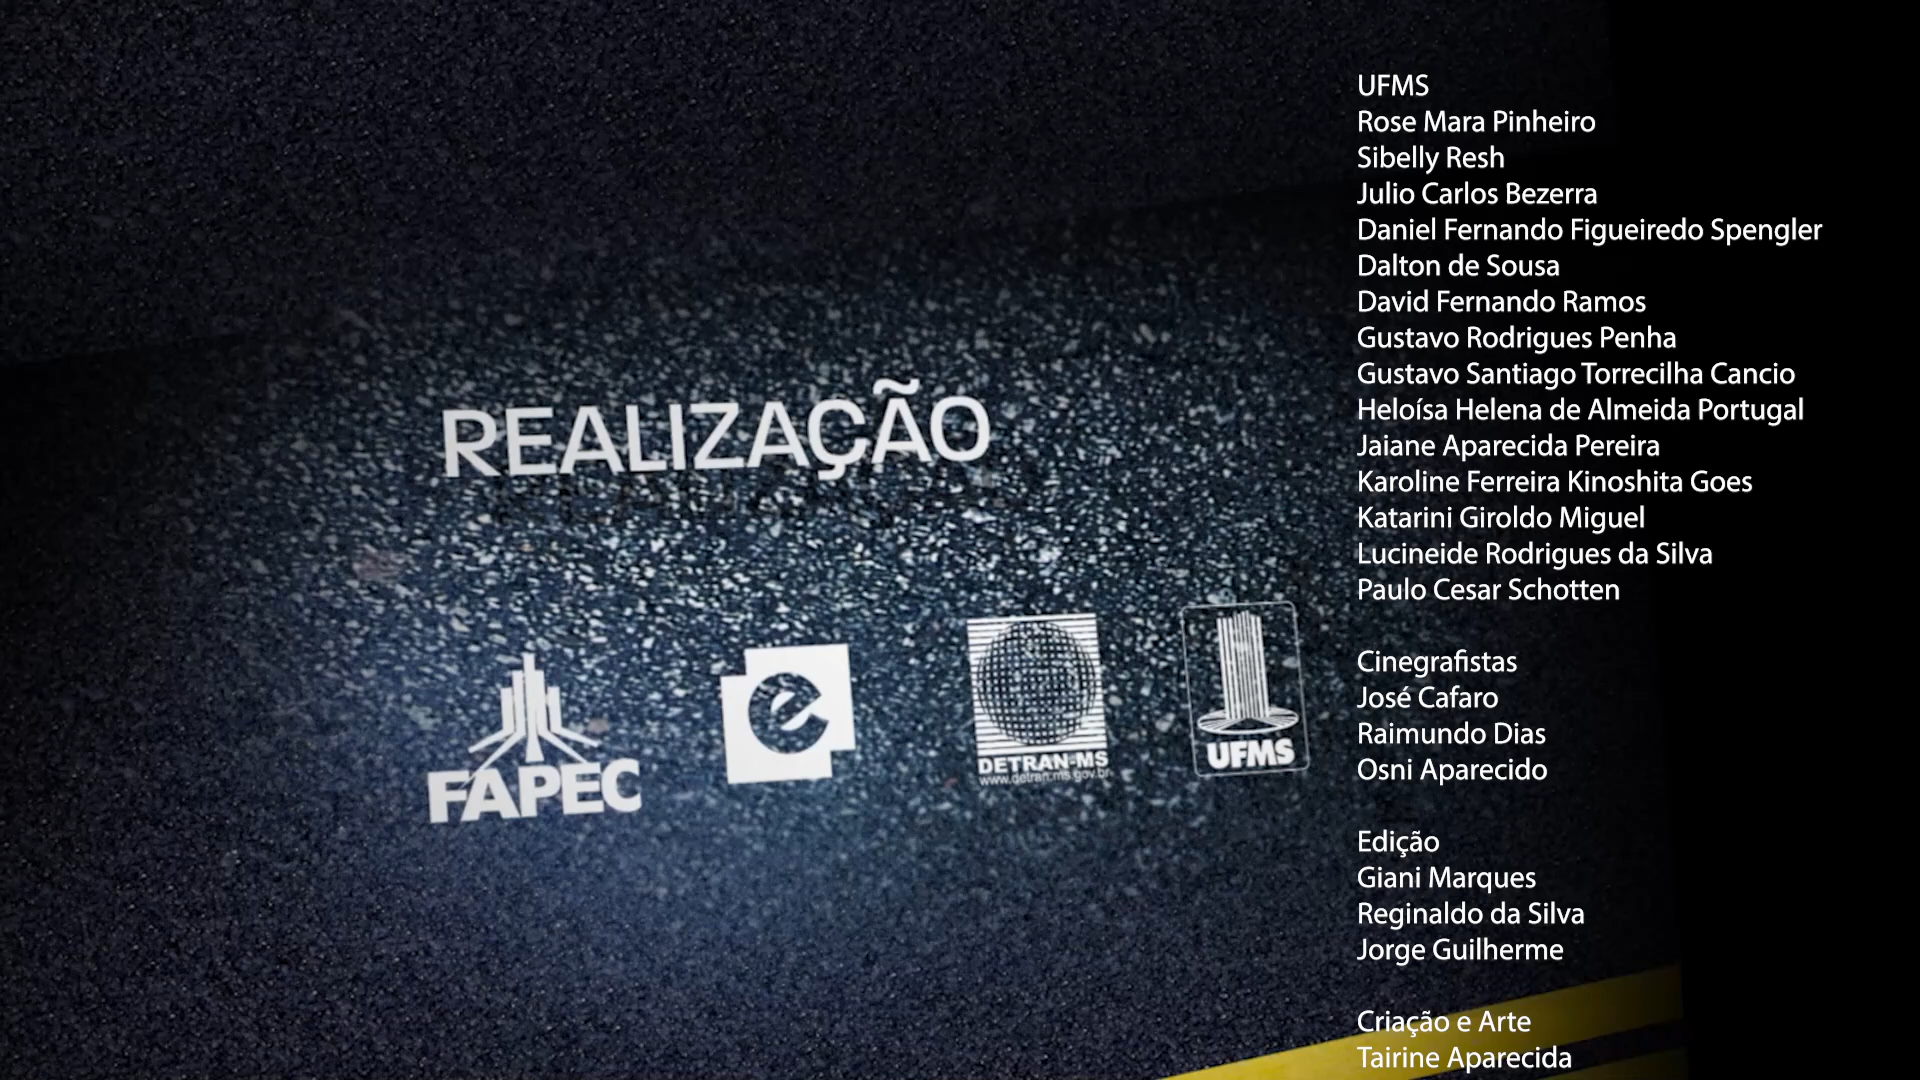 REALIZAÇÃO
FAPEC
e
DETRAN-MS
www.detran.ms.gov.br
UFMS
UFMS
Rose Mara Pinheiro
Sibelly Resh
Julio Carlos Bezerra
Daniel Fernando Figueiredo Spengler
Dalton de Sousa
David Fernando Ramos
Gustavo Rodrigues Penha
Gustavo Santiago Torrecilha Cancio
Heloísa Helena de Almeida Portugal
Jaiane Aparecida Pereira
Karoline Ferreira Kinoshita Goes
Katarini Giroldo Miguel
Lucineide Rodrigues da Silva
Paulo Cesar Schotten
Cinegrafistas
José Cafaro
Raimundo Dias
Osni Aparecido
Edição
Giani Marques
Reginaldo da Silva
Jorge Guilherme
Criação e Arte
Tairine Aparecida